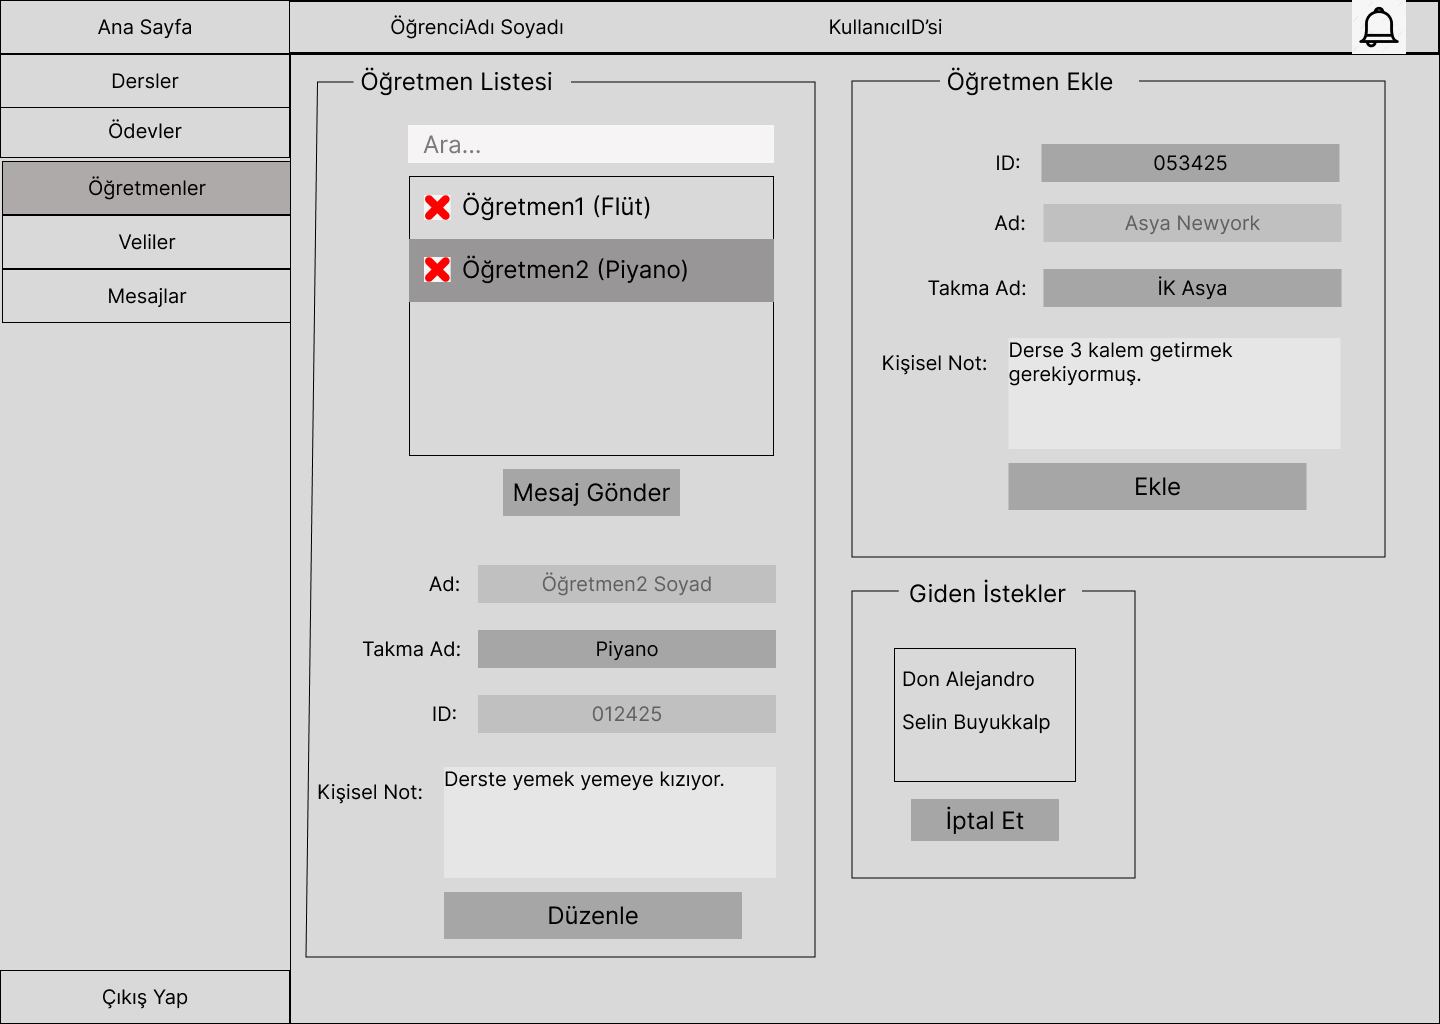 Ana Sayfa
ÖğrenciAdı Soyadı
KullanıcıID’si
Dersler
Ödevler
Öğretmenler
Veliler
Mesajlar
Çıkış Yap
Öğretmen Listesi
Ara...
Öğretmen1 (Flüt)
Öğretmen2 (Piyano)
Mesaj Gönder
Ad: Öğretmen2 Soyad
Takma Ad: Piyano
ID: 012425
Kişisel Not: Derste yemek yemeye kızıyor.
Düzenle
Öğretmen Ekle
ID: 053425
Ad: Asya Newyork
Takma Ad: İK Asya
Kişisel Not: Derse 3 kalem getirmek
gerekiyormuş.
Ekle
Giden İstekler
Don Alejandro
Selin Buyukkalp
İptal Et